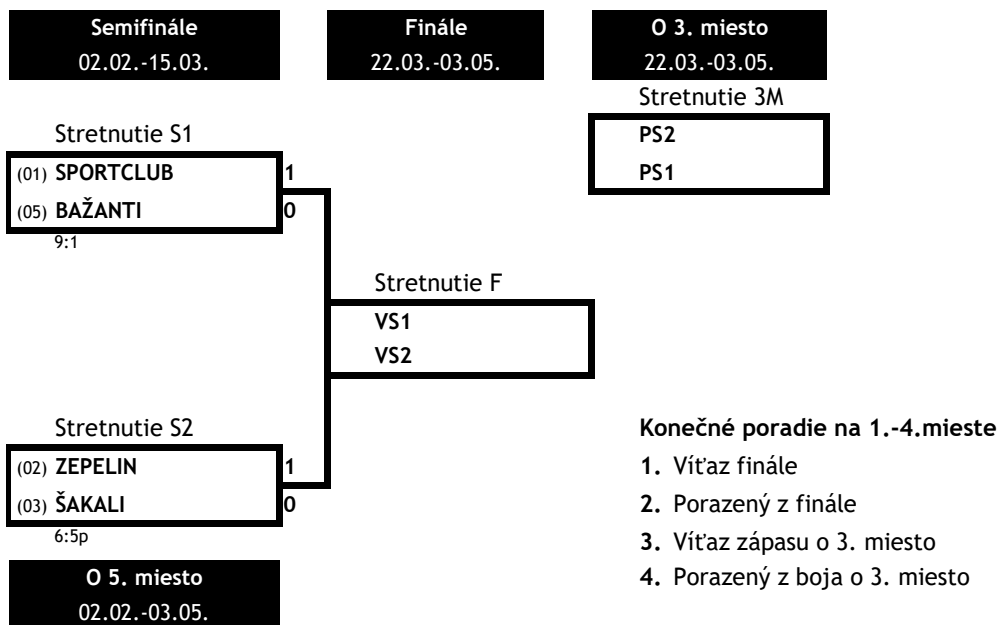 Semifinále
02.02.-15.03.
Finále
22.03.-03.05.
O 3. miesto
22.03.-03.05.
Stretnutie 3M
PS2
PS1
Stretnutie S1
(01) SPORTCLUB 1
(05) BAŽANTI 0
9:1
Stretnutie F
VS1
VS2
Stretnutie S2
(02) ZEPELIN 1
(03) ŠAKALI 0
6:5p
Konečné poradie na 1.-4.mieste
1. Víťaz finále
2. Porazený z finále
3. Víťaz zápasu o 3. miesto
4. Porazený z boja o 3. miesto
O 5. miesto
02.02.-03.05.